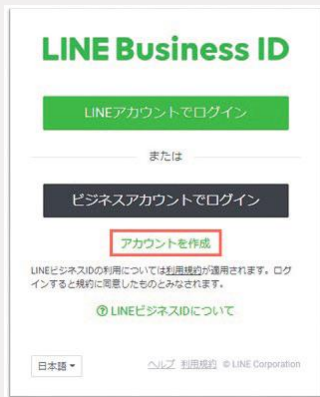 LINE Business ID
LINEアカウントでログイン
または
ビジネスアカウントでログイン
アカウントを作成
LINEビジネスIDの利用については利用規約が適用されます。ログ
インすると規約に同意したものとみなされます。
? LINEビジネスIDについて
日本語 ヘルプ 利用規約 © LINE Corporation